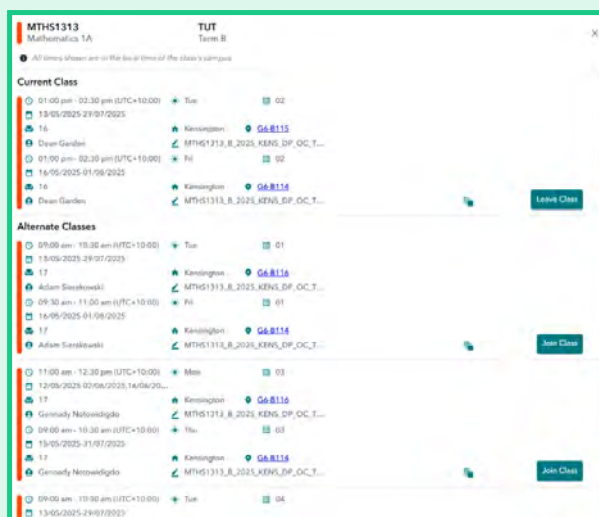 MTHS1313 TUT
Mathematics 1A Term B
All times shown are in the local time of the class's campus
Current Class
01:00 pm - 02:30 pm (UTC+10:00) Tue 02
13/05/2025-29/07/2025
16 Kensington G6-B115
Dean Garden MTHS1313_B_2025_KENS_DP_OC_T...
01:00 pm - 02:30 pm (UTC+10:00) Fri 02
16/05/2025-01/08/2025
16 Kensington G6-B114
Dean Garden MTHS1313_B_2025_KENS_DP_OC_T...
Leave Class
Alternate Classes
09:00 am - 10:30 am (UTC+10:00) Tue 01
13/05/2025-29/07/2025
17 Kensington G6-B116
Adam Sierakowski MTHS1313_B_2025_KENS_DP_OC_T...
09:30 am - 11:00 am (UTC+10:00) Fri 01
16/05/2025-01/08/2025
17 Kensington G6-B114
Adam Sierakowski MTHS1313_B_2025_KENS_DP_OC_T...
Join Class
11:00 am - 12:30 pm (UTC+10:00) Mon 03
12/05/2025-02/06/2025,16/06/20...
17 Kensington G6-B116
Gennady Notowidigdo MTHS1313_B_2025_KENS_DP_OC_T...
09:00 am - 10:30 am (UTC+10:00) Thu 03
15/05/2025-31/07/2025
17 Kensington G6-B114
Gennady Notowidigdo MTHS1313_B_2025_KENS_DP_OC_T...
Join Class
09:00 am - 10:30 am (UTC+10:00) Tue 04
13/05/2025-29/07/2025